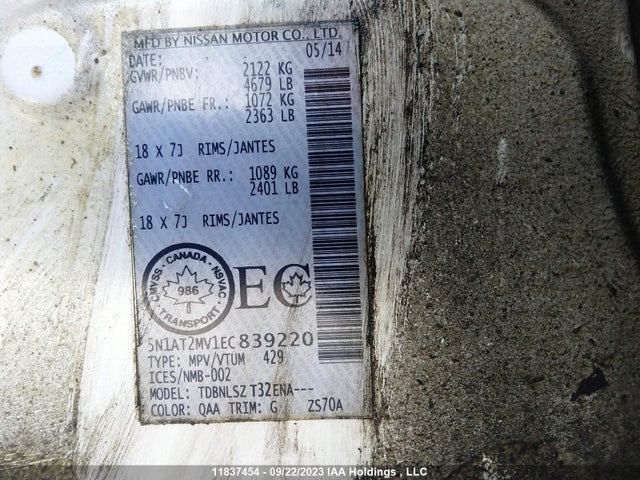 MFD BY NISSAN MOTOR CO., LTD.
DATE: 05/14
GVWR/PNBV: 2122 KG
4679 LB
GAWR/PNBE FR.: 1072 KG
2363 LB
18 X 7J RIMS/JANTES
GAWR/PNBE RR.: 1089 KG
2401 LB
18 X 7J RIMS/JANTES
CMVSS · CANADA · NSVAC
986
TRANSPORT
EC
5N1AT2MV1EC839220
TYPE: MPV/VTUM 429
ICES/NMB-002
MODEL: TDBNLSZ T32ENA---
COLOR: QAA TRIM: G ZS70A
11837454 - 09/22/2023 IAA Holdings , LLC